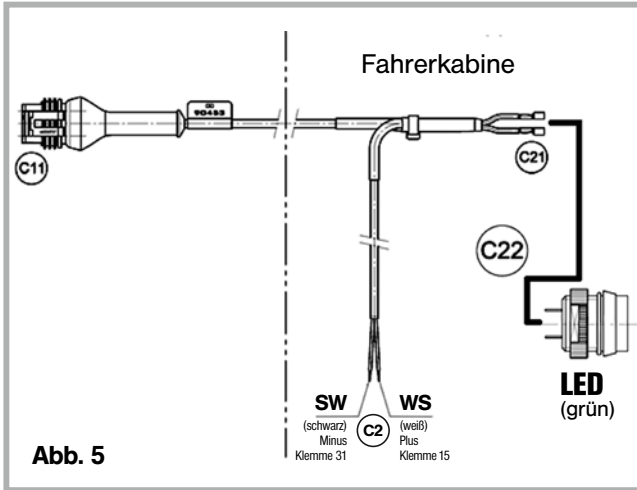 Fahrerkabine
90453
C11
C21
C22
LED
(grün)
SW
(schwarz)
Minus
Klemme 31
C2
WS
(weiß)
Plus
Klemme 15
Abb. 5